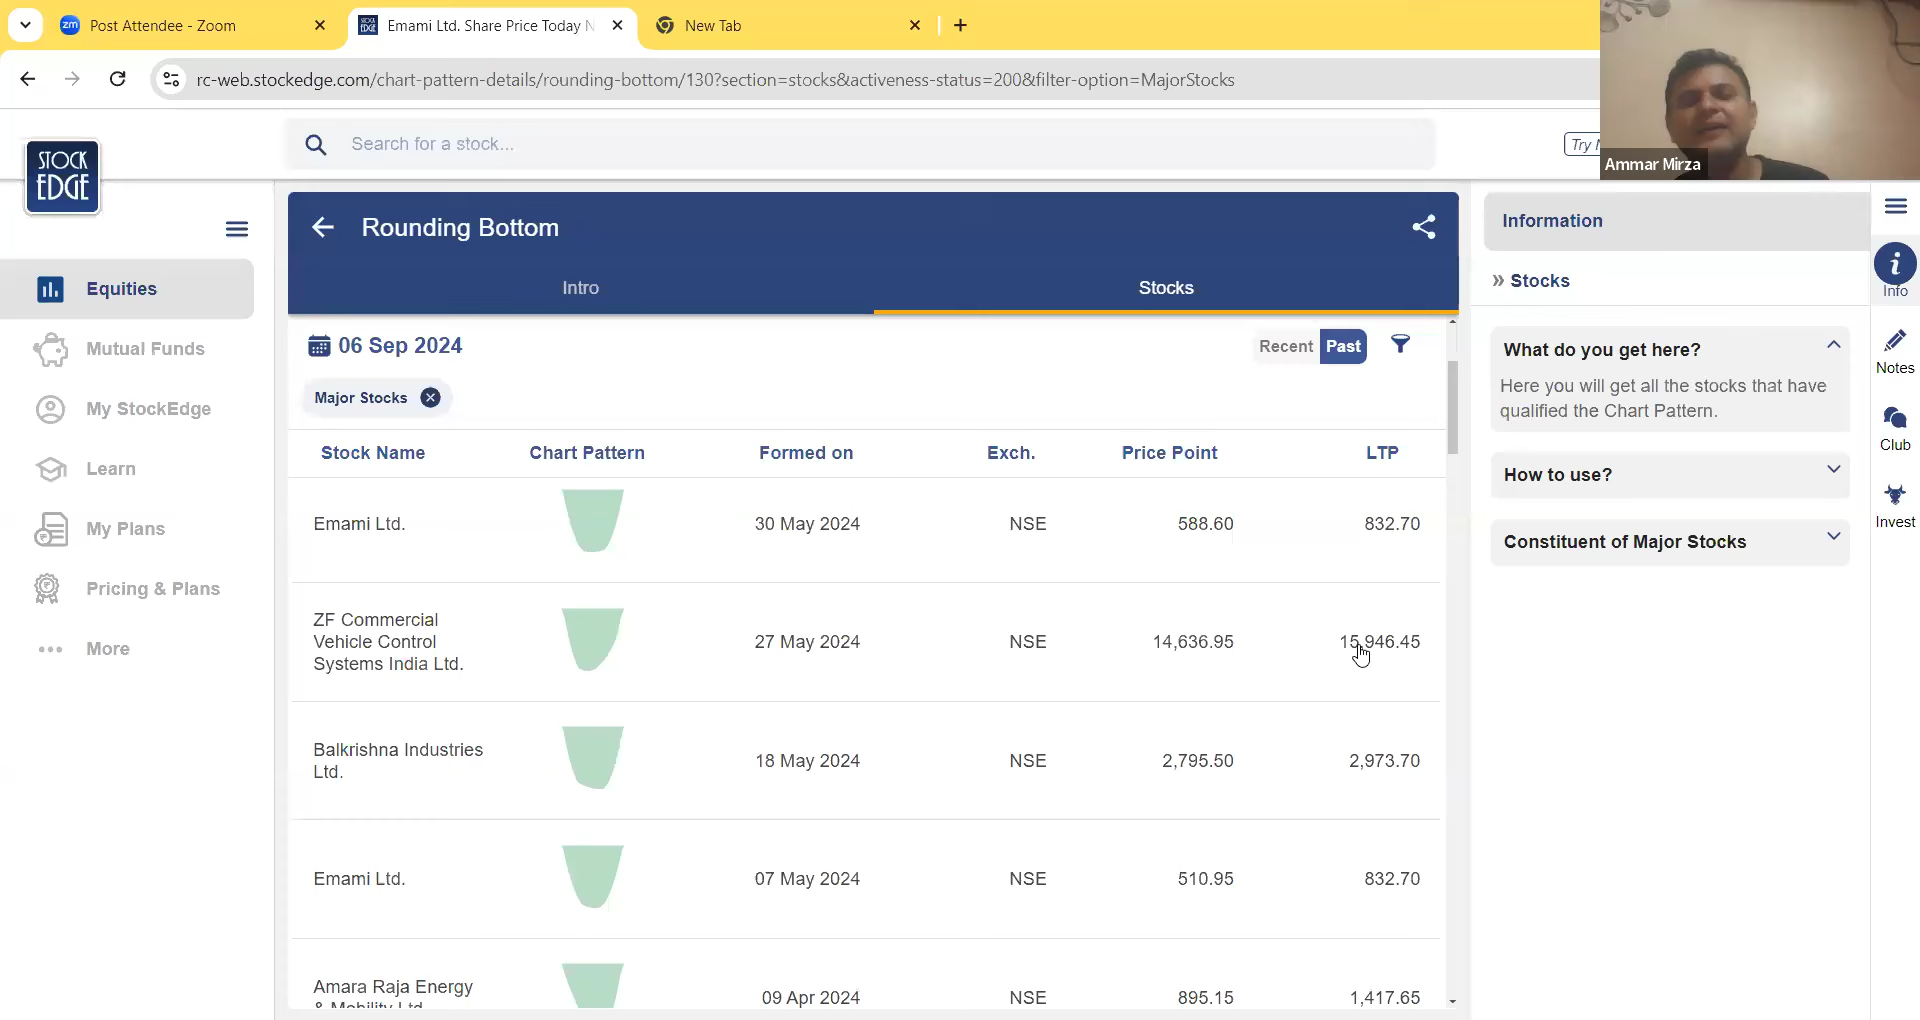 zm Post Attendee - Zoom
STOCK EDGE Emami Ltd. Share Price Today N
New Tab
rc-web.stockedge.com/chart-pattern-details/rounding-bottom/130?section=stocks&activeness-status=200&filter-option=MajorStocks
STOCK
EDGE
Search for a stock...
Try
Ammar Mirza
Equities
Mutual Funds
My StockEdge
Learn
My Plans
Pricing & Plans
More
Rounding Bottom
Intro Stocks
06 Sep 2024
Recent Past
Major Stocks
Stock Name Chart Pattern Formed on Exch. Price Point LTP
Emami Ltd. 30 May 2024 NSE 588.60 832.70
ZF Commercial
Vehicle Control
Systems India Ltd.
27 May 2024 NSE 14,636.95 15,946.45
Balkrishna Industries
Ltd.
18 May 2024 NSE 2,795.50 2,973.70
Emami Ltd. 07 May 2024 NSE 510.95 832.70
Amara Raja Energy
& Mobility Ltd.
09 Apr 2024 NSE 895.15 1,417.65
Information
» Stocks
What do you get here?
Here you will get all the stocks that have
qualified the Chart Pattern.
How to use?
Constituent of Major Stocks
i
Info
Notes
Club
Invest